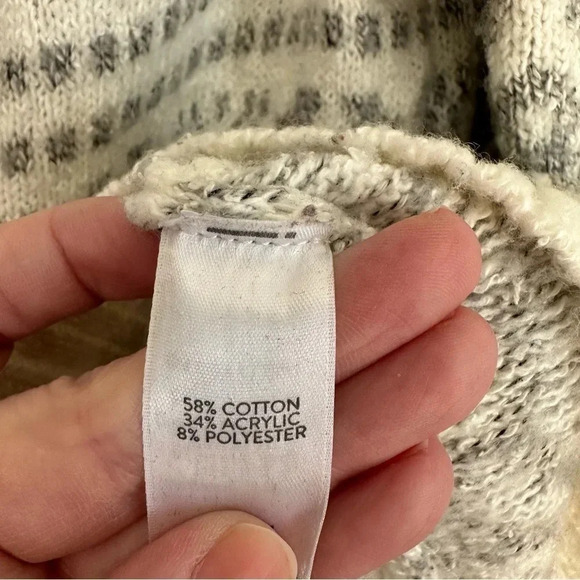 58% COTTON
34% ACRYLIC
8% POLYESTER